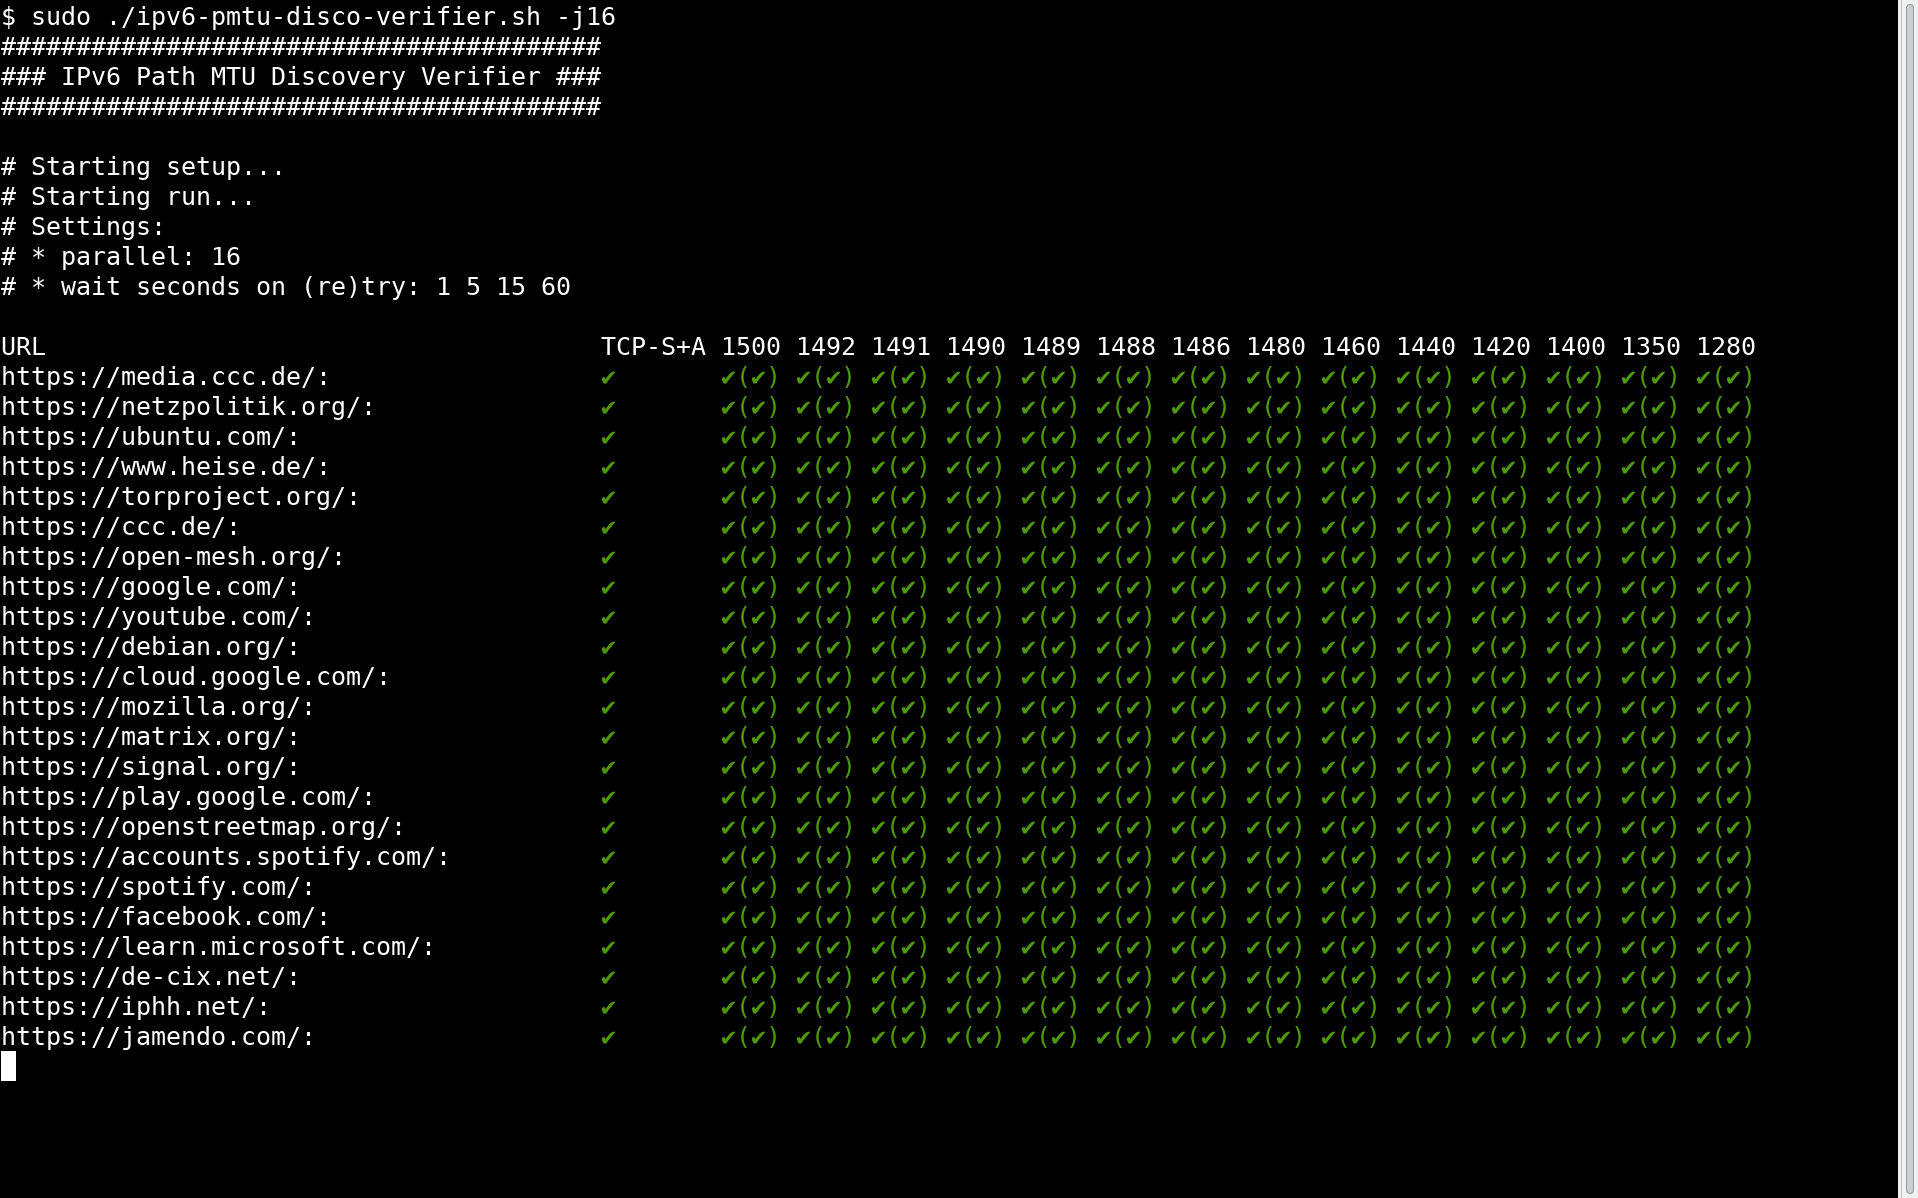 $ sudo ./ipv6-pmtu-disco-verifier.sh -j16
########################################
### IPv6 Path MTU Discovery Verifier ###
########################################
# Starting setup...
# Starting run...
# Settings:
# * parallel: 16
# * wait seconds on (re)try: 1 5 15 60
URL TCP-S+A 1500 1492 1491 1490 1489 1488 1486 1480 1460 1440 1420 1400 1350 1280
https://media.ccc.de/: ✔ ✔(✔) ✔(✔) ✔(✔) ✔(✔) ✔(✔) ✔(✔) ✔(✔) ✔(✔) ✔(✔) ✔(✔) ✔(✔) ✔(✔) ✔(✔) ✔(✔)
https://netzpolitik.org/: ✔ ✔(✔) ✔(✔) ✔(✔) ✔(✔) ✔(✔) ✔(✔) ✔(✔) ✔(✔) ✔(✔) ✔(✔) ✔(✔) ✔(✔) ✔(✔) ✔(✔)
https://ubuntu.com/: ✔ ✔(✔) ✔(✔) ✔(✔) ✔(✔) ✔(✔) ✔(✔) ✔(✔) ✔(✔) ✔(✔) ✔(✔) ✔(✔) ✔(✔) ✔(✔) ✔(✔)
https://www.heise.de/: ✔ ✔(✔) ✔(✔) ✔(✔) ✔(✔) ✔(✔) ✔(✔) ✔(✔) ✔(✔) ✔(✔) ✔(✔) ✔(✔) ✔(✔) ✔(✔) ✔(✔)
https://torproject.org/: ✔ ✔(✔) ✔(✔) ✔(✔) ✔(✔) ✔(✔) ✔(✔) ✔(✔) ✔(✔) ✔(✔) ✔(✔) ✔(✔) ✔(✔) ✔(✔) ✔(✔)
https://ccc.de/: ✔ ✔(✔) ✔(✔) ✔(✔) ✔(✔) ✔(✔) ✔(✔) ✔(✔) ✔(✔) ✔(✔) ✔(✔) ✔(✔) ✔(✔) ✔(✔) ✔(✔)
https://open-mesh.org/: ✔ ✔(✔) ✔(✔) ✔(✔) ✔(✔) ✔(✔) ✔(✔) ✔(✔) ✔(✔) ✔(✔) ✔(✔) ✔(✔) ✔(✔) ✔(✔) ✔(✔)
https://google.com/: ✔ ✔(✔) ✔(✔) ✔(✔) ✔(✔) ✔(✔) ✔(✔) ✔(✔) ✔(✔) ✔(✔) ✔(✔) ✔(✔) ✔(✔) ✔(✔) ✔(✔)
https://youtube.com/: ✔ ✔(✔) ✔(✔) ✔(✔) ✔(✔) ✔(✔) ✔(✔) ✔(✔) ✔(✔) ✔(✔) ✔(✔) ✔(✔) ✔(✔) ✔(✔) ✔(✔)
https://debian.org/: ✔ ✔(✔) ✔(✔) ✔(✔) ✔(✔) ✔(✔) ✔(✔) ✔(✔) ✔(✔) ✔(✔) ✔(✔) ✔(✔) ✔(✔) ✔(✔) ✔(✔)
https://cloud.google.com/: ✔ ✔(✔) ✔(✔) ✔(✔) ✔(✔) ✔(✔) ✔(✔) ✔(✔) ✔(✔) ✔(✔) ✔(✔) ✔(✔) ✔(✔) ✔(✔) ✔(✔)
https://mozilla.org/: ✔ ✔(✔) ✔(✔) ✔(✔) ✔(✔) ✔(✔) ✔(✔) ✔(✔) ✔(✔) ✔(✔) ✔(✔) ✔(✔) ✔(✔) ✔(✔) ✔(✔)
https://matrix.org/: ✔ ✔(✔) ✔(✔) ✔(✔) ✔(✔) ✔(✔) ✔(✔) ✔(✔) ✔(✔) ✔(✔) ✔(✔) ✔(✔) ✔(✔) ✔(✔) ✔(✔)
https://signal.org/: ✔ ✔(✔) ✔(✔) ✔(✔) ✔(✔) ✔(✔) ✔(✔) ✔(✔) ✔(✔) ✔(✔) ✔(✔) ✔(✔) ✔(✔) ✔(✔) ✔(✔)
https://play.google.com/: ✔ ✔(✔) ✔(✔) ✔(✔) ✔(✔) ✔(✔) ✔(✔) ✔(✔) ✔(✔) ✔(✔) ✔(✔) ✔(✔) ✔(✔) ✔(✔) ✔(✔)
https://openstreetmap.org/: ✔ ✔(✔) ✔(✔) ✔(✔) ✔(✔) ✔(✔) ✔(✔) ✔(✔) ✔(✔) ✔(✔) ✔(✔) ✔(✔) ✔(✔) ✔(✔) ✔(✔)
https://accounts.spotify.com/: ✔ ✔(✔) ✔(✔) ✔(✔) ✔(✔) ✔(✔) ✔(✔) ✔(✔) ✔(✔) ✔(✔) ✔(✔) ✔(✔) ✔(✔) ✔(✔) ✔(✔)
https://spotify.com/: ✔ ✔(✔) ✔(✔) ✔(✔) ✔(✔) ✔(✔) ✔(✔) ✔(✔) ✔(✔) ✔(✔) ✔(✔) ✔(✔) ✔(✔) ✔(✔) ✔(✔)
https://facebook.com/: ✔ ✔(✔) ✔(✔) ✔(✔) ✔(✔) ✔(✔) ✔(✔) ✔(✔) ✔(✔) ✔(✔) ✔(✔) ✔(✔) ✔(✔) ✔(✔) ✔(✔)
https://learn.microsoft.com/: ✔ ✔(✔) ✔(✔) ✔(✔) ✔(✔) ✔(✔) ✔(✔) ✔(✔) ✔(✔) ✔(✔) ✔(✔) ✔(✔) ✔(✔) ✔(✔) ✔(✔)
https://de-cix.net/: ✔ ✔(✔) ✔(✔) ✔(✔) ✔(✔) ✔(✔) ✔(✔) ✔(✔) ✔(✔) ✔(✔) ✔(✔) ✔(✔) ✔(✔) ✔(✔) ✔(✔)
https://iphh.net/: ✔ ✔(✔) ✔(✔) ✔(✔) ✔(✔) ✔(✔) ✔(✔) ✔(✔) ✔(✔) ✔(✔) ✔(✔) ✔(✔) ✔(✔) ✔(✔) ✔(✔)
https://jamendo.com/: ✔ ✔(✔) ✔(✔) ✔(✔) ✔(✔) ✔(✔) ✔(✔) ✔(✔) ✔(✔) ✔(✔) ✔(✔) ✔(✔) ✔(✔) ✔(✔) ✔(✔)